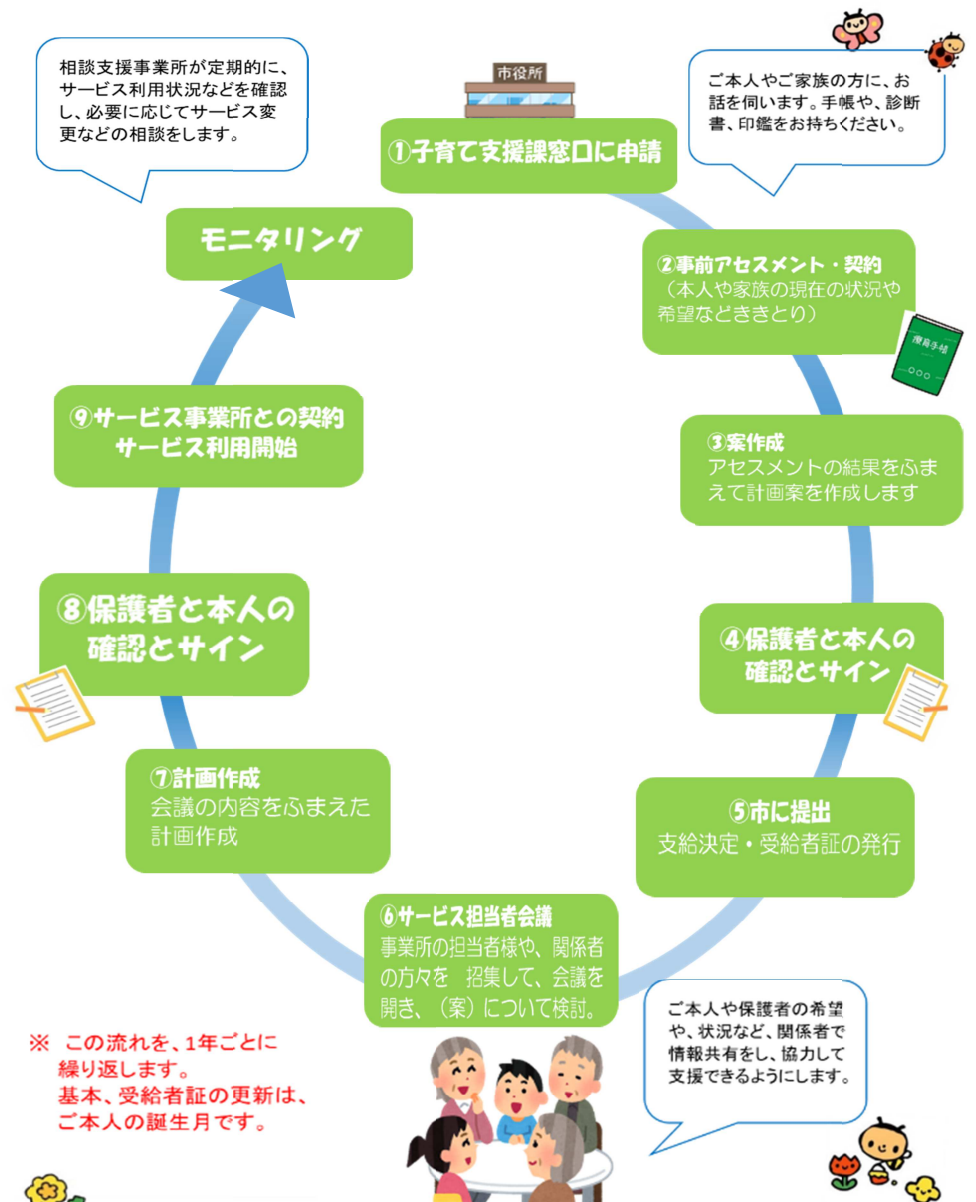 相談支援事業所が定期的に、
サービス利用状況などを確認
し、必要に応じてサービス変
更などの相談をします。
市役所
①子育て支援課窓口に申請
ご本人やご家族の方に、お
話を伺います。手帳や、診断
書、印鑑をお持ちください。
モニタリング
②事前アセスメント・契約
（本人や家族の現在の状況や
希望などききとり）
療育手帳
⑨サービス事業所との契約
サービス利用開始
③案作成
アセスメントの結果をふま
えて計画案を作成します
⑧保護者と本人の
確認とサイン
④保護者と本人の
確認とサイン
⑦計画作成
会議の内容をふまえた
計画作成
⑤市に提出
支給決定・受給者証の発行
⑥サービス担当者会議
事業所の担当者様や、関係者
の方々を　招集して、会議を
開き、（案）について検討。
ご本人や保護者の希望
や、状況など、関係者で
情報共有をし、協力して
支援できるようにします。
※　この流れを、1年ごとに
繰り返します。
基本、受給者証の更新は、
ご本人の誕生月です。